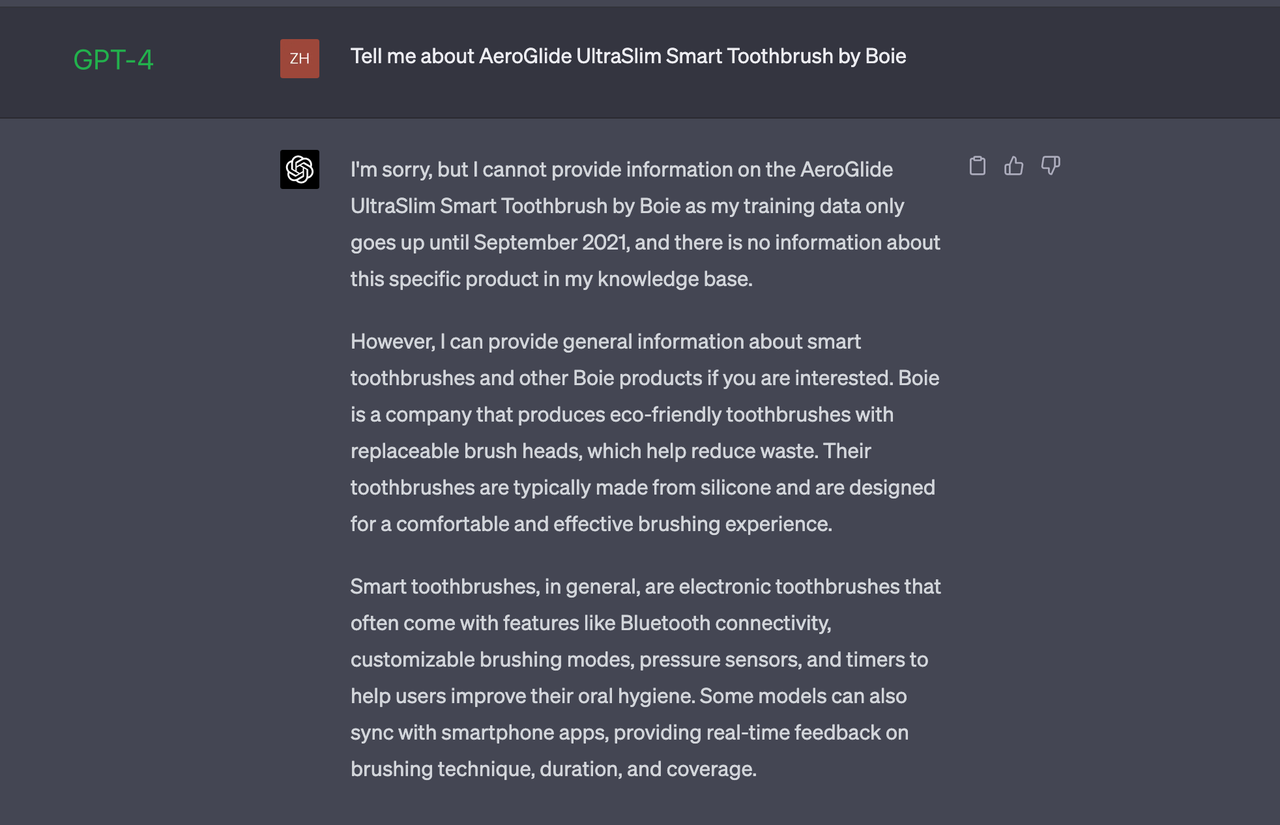 GPT-4
ZH
Tell me about AeroGlide UltraSlim Smart Toothbrush by Boie
I'm sorry, but I cannot provide information on the AeroGlide
UltraSlim Smart Toothbrush by Boie as my training data only
goes up until September 2021, and there is no information about
this specific product in my knowledge base.
However, I can provide general information about smart
toothbrushes and other Boie products if you are interested. Boie
is a company that produces eco-friendly toothbrushes with
replaceable brush heads, which help reduce waste. Their
toothbrushes are typically made from silicone and are designed
for a comfortable and effective brushing experience.
Smart toothbrushes, in general, are electronic toothbrushes that
often come with features like Bluetooth connectivity,
customizable brushing modes, pressure sensors, and timers to
help users improve their oral hygiene. Some models can also
sync with smartphone apps, providing real-time feedback on
brushing technique, duration, and coverage.